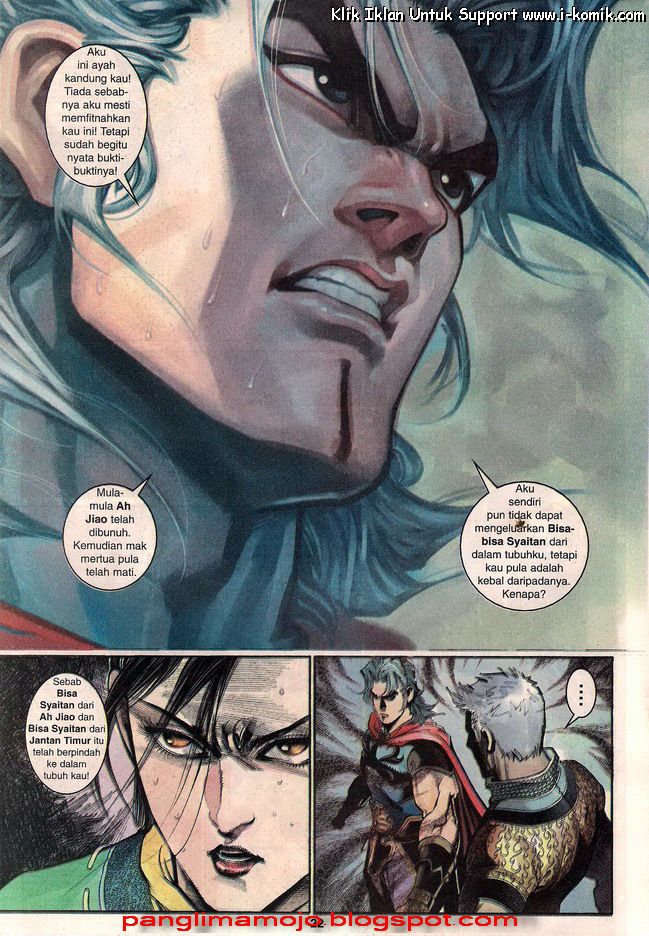 Klik Iklan Untuk Support www.i-komik.com
Aku
ini ayah
kandung kau!
Tiada sebab-
nya aku mesti
memfitnahkan
kau ini! Tetapi
sudah begitu
nyata bukti-
buktinya!
Mula-
mula Ah
Jiao telah
dibunuh.
Kemudian mak
mertua pula
telah mati.
Aku
sendiri
pun tidak dapat
mengeluarkan Bisa-
bisa Syaitan dari
dalam tubuhku, tetapi
kau pula adalah
kebal daripadanya.
Kenapa?
Sebab
Bisa
Syaitan dari
Ah Jiao dan
Bisa Syaitan dari
Jantan Timur itu
telah berpindah
ke dalam
tubuh kau!
....
22
panglimamojo.blogspot.com